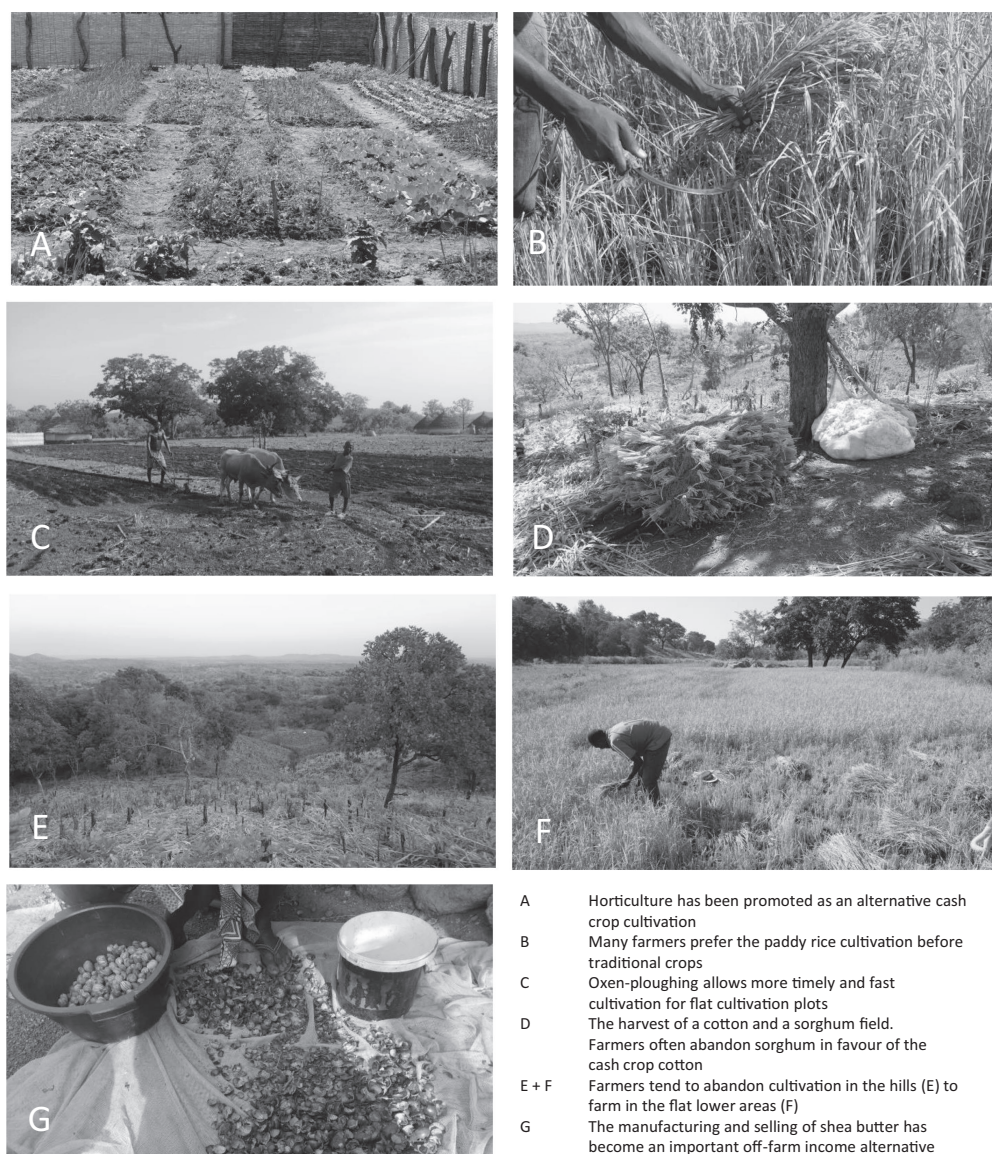 A
B
C
D
E
F
G
A Horticulture has been promoted as an alternative cash
crop cultivation
B Many farmers prefer the paddy rice cultivation before
traditional crops
C Oxen-ploughing allows more timely and fast
cultivation for flat cultivation plots
D The harvest of a cotton and a sorghum field.
Farmers often abandon sorghum in favour of the
cash crop cotton
E + F Farmers tend to abandon cultivation in the hills (E) to
farm in the flat lower areas (F)
G The manufacturing and selling of shea butter has
become an important off-farm income alternative